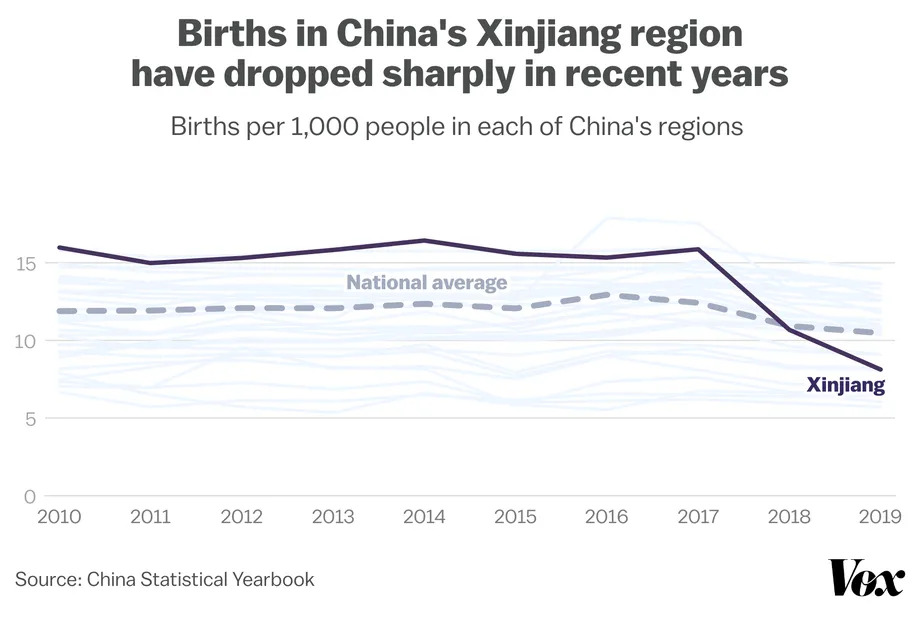 Births in China's Xinjiang region
have dropped sharply in recent years
Births per 1,000 people in each of China's regions
15
National average
10
Xinjiang
5
0
2010 2011 2012 2013 2014 2015 2016 2017 2018 2019
Source: China Statistical Yearbook
Vox